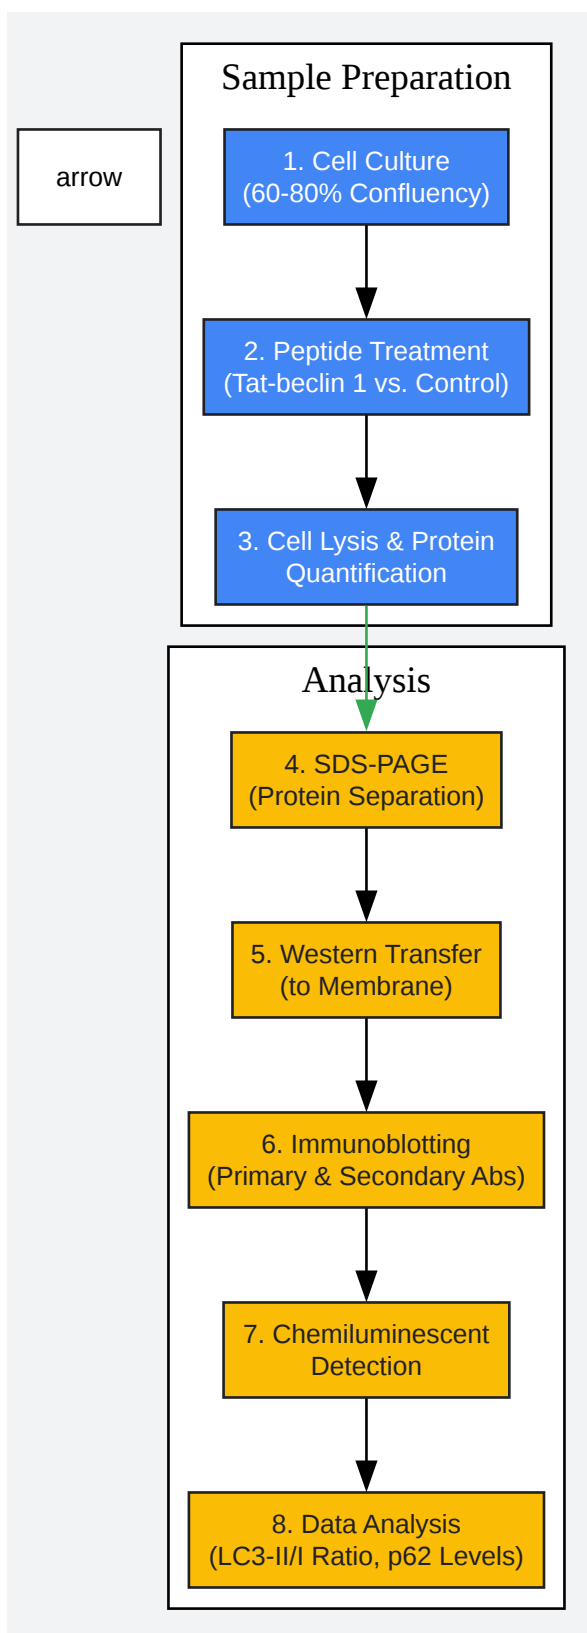 Sample Preparation
arrow
1. Cell Culture
(60-80% Confluency)
2. Peptide Treatment
(Tat-beclin 1 vs. Control)
3. Cell Lysis & Protein
Quantification
Analysis
4. SDS-PAGE
(Protein Separation)
5. Western Transfer
(to Membrane)
6. Immunoblotting
(Primary & Secondary Abs)
7. Chemiluminescent
Detection
8. Data Analysis
(LC3-II/I Ratio, p62 Levels)